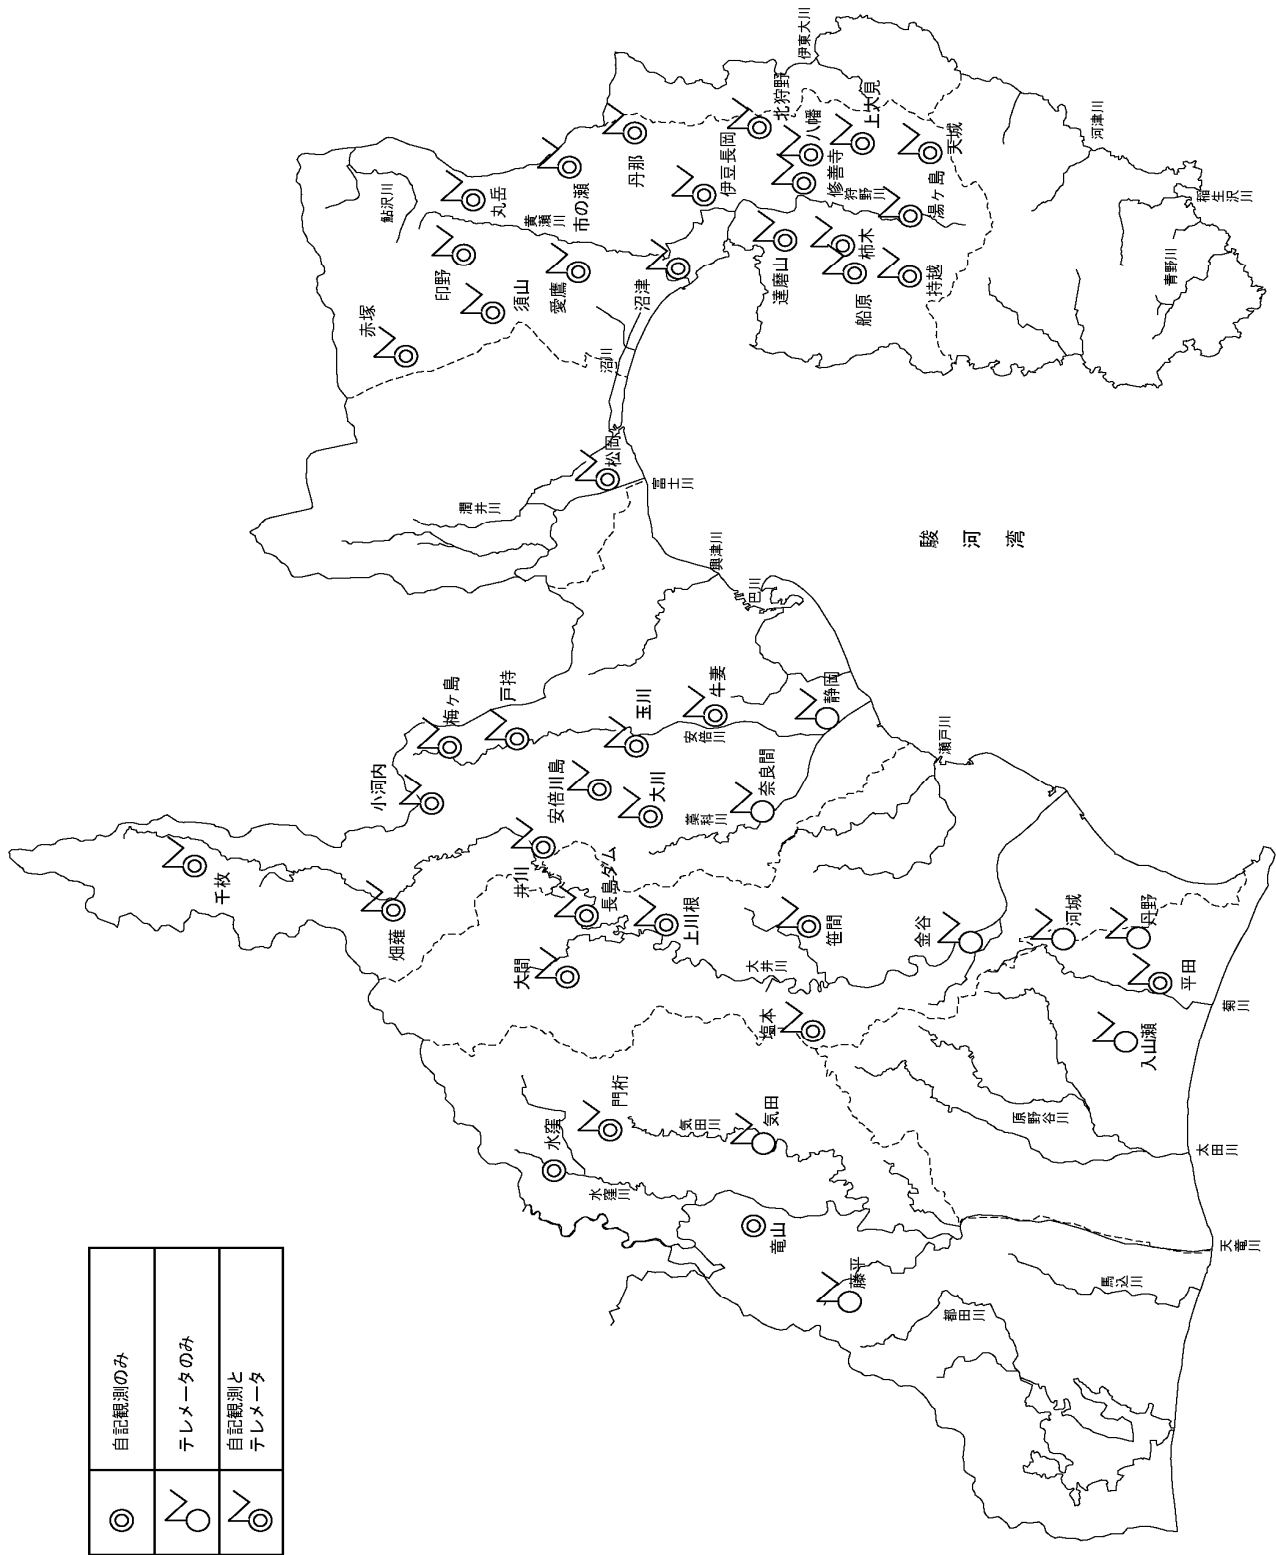 自記観測のみ
テレメータのみ
自記観測と
テレメータ
伊東大川
北狩野
八幡
上大見
天城
河津川
稲生沢川
青野川
丹那
伊豆長岡
修善寺
狩野川
湯ヶ島
市の瀬
丸岳
鮎沢川
黄瀬川
達磨山
柿木
船原
持越
印野
須山
愛鷹
沼津
赤塚
沼川
松岡
富士川
潤井川
興津川
巴川
駿河湾
梅ヶ島
戸持
玉川
牛妻
静岡
安倍川
小河内
安倍川島
大川
奈良間
藁科川
瀬戸川
千枚
畑薙
井川
長島ダム
上川根
大間
笹間
金谷
河城
丹野
平田
大井川
菊川
塩本
入山瀬
原野谷川
太田川
門桁
水窪
気田川
気田
水窪川
竜山
藤平
天竜川
馬込川
都田川